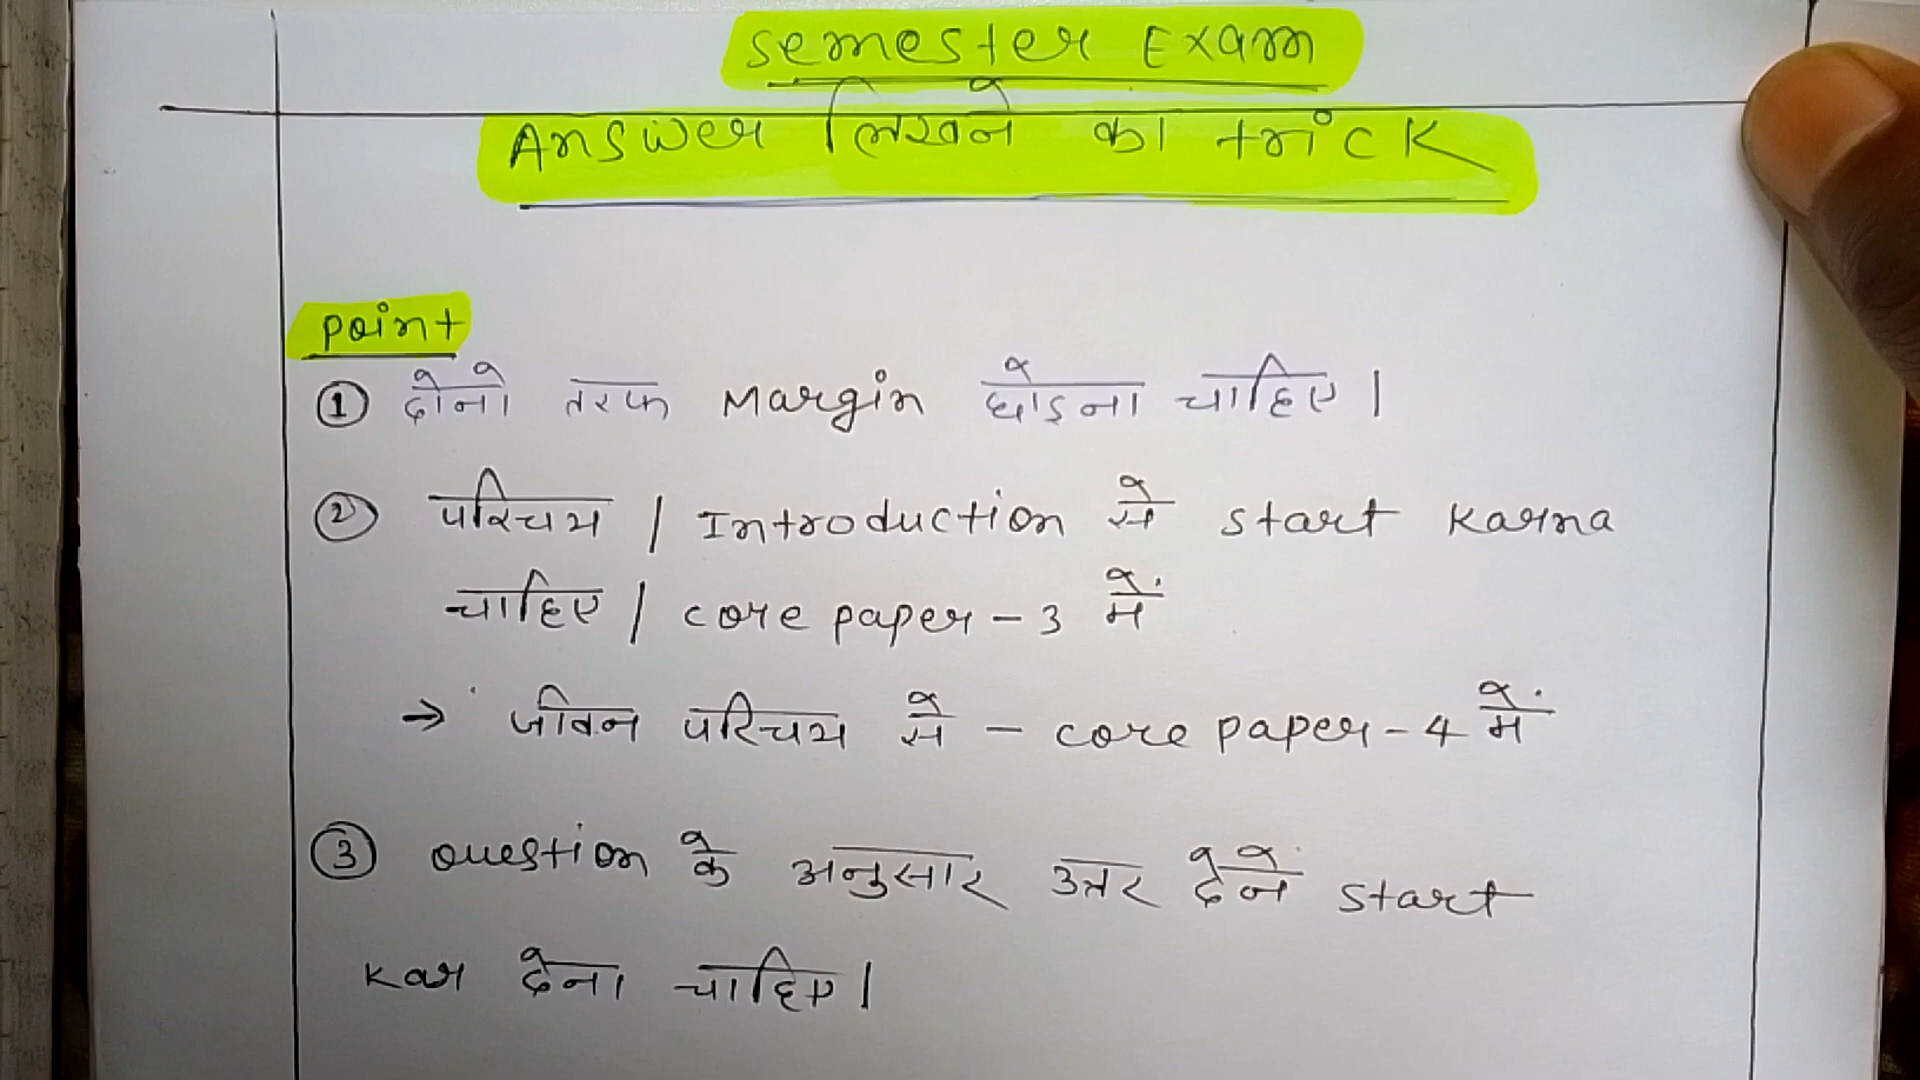 Semester Exam
Answer लिखने का trick
Point
① दोनो तरफ Margin छोड़ना चाहिए।
② परिचय / Introduction से start Karna
चाहिए / core paper - 3 में
→ जीवन परिचय से - core paper - 4 में
③ Question के अनुसार उत्तर देने start
Kar देना चाहिए।